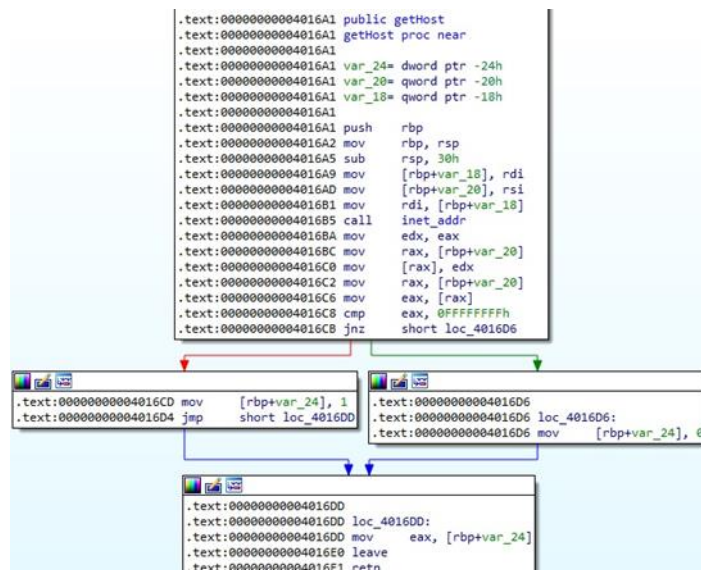 .text:00000000004016A1 public getHost
.text:00000000004016A1 getHost proc near
.text:00000000004016A1
.text:00000000004016A1 var_24= dword ptr -24h
.text:00000000004016A1 var_20= qword ptr -20h
.text:00000000004016A1 var_18= qword ptr -18h
.text:00000000004016A1
.text:00000000004016A1 push rbp
.text:00000000004016A2 mov rbp, rsp
.text:00000000004016A5 sub rsp, 30h
.text:00000000004016A9 mov [rbp+var_18], rdi
.text:00000000004016AD mov [rbp+var_20], rsi
.text:00000000004016B1 mov rdi, [rbp+var_18]
.text:00000000004016B5 call inet_addr
.text:00000000004016BA mov edx, eax
.text:00000000004016BC mov rax, [rbp+var_20]
.text:00000000004016C0 mov [rax], edx
.text:00000000004016C2 mov rax, [rbp+var_20]
.text:00000000004016C6 mov eax, [rax]
.text:00000000004016C8 cmp eax, 0FFFFFFFFh
.text:00000000004016CB jnz short loc_4016D6
.text:00000000004016CD mov [rbp+var_24], 1
.text:00000000004016D4 jmp short loc_4016DD
.text:00000000004016D6
.text:00000000004016D6 loc_4016D6:
.text:00000000004016D6 mov [rbp+var_24], 0
.text:00000000004016DD
.text:00000000004016DD loc_4016DD:
.text:00000000004016DD mov eax, [rbp+var_24]
.text:00000000004016E0 leave
.text:00000000004016E1 retn